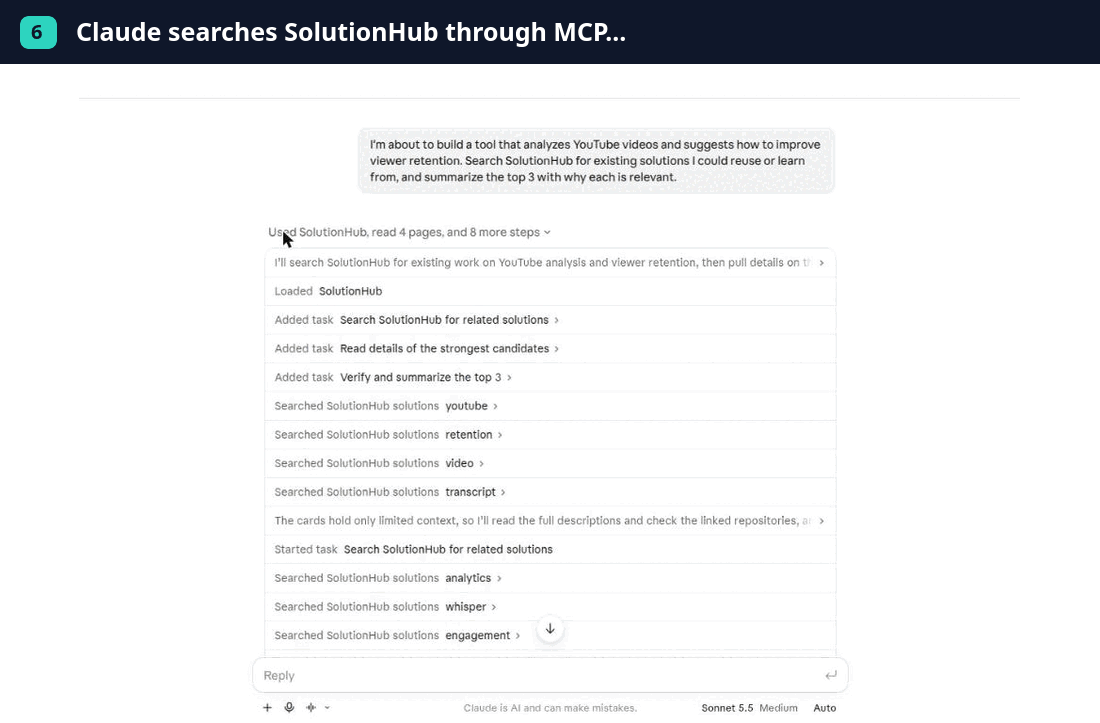 6 Claude searches SolutionHub through MCP...
I'm about to build a tool that analyzes YouTube videos and suggests how to improve
viewer retention. Search SolutionHub for existing solutions I could reuse or learn
from, and summarize the top 3 with why each is relevant.
Used SolutionHub, read 4 pages, and 8 more steps
I'll search SolutionHub for existing work on YouTube analysis and viewer retention, then pull details on
Loaded SolutionHub
Added task Search SolutionHub for related solutions
Added task Read details of the strongest candidates
Added task Verify and summarize the top 3
Searched SolutionHub solutions youtube
Searched SolutionHub solutions retention
Searched SolutionHub solutions video
Searched SolutionHub solutions transcript
The cards hold only limited context, so I'll read the full descriptions and check the linked repositories,
Started task Search SolutionHub for related solutions
Searched SolutionHub solutions analytics
Searched SolutionHub solutions whisper
Searched SolutionHub solutions engagement
Reply
Claude is AI and can make mistakes. Sonnet 5.5 Medium Auto